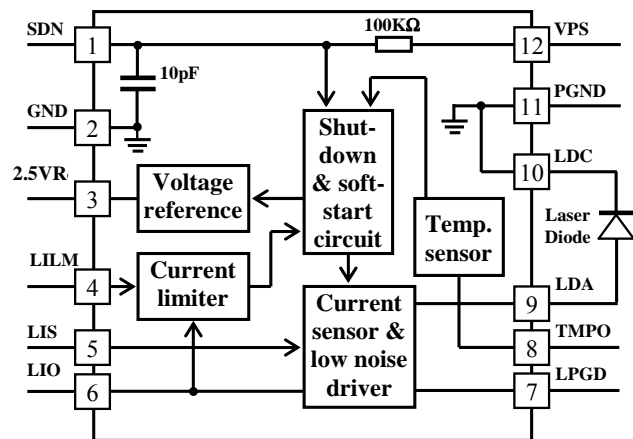 SDN
1
10pF
GND
2
2.5VR
3
LILM
4
LIS
5
LIO
6
100KΩ
VPS
12
PGND
11
LDC
10
Laser
Diode
LDA
9
TMPO
8
LPGD
7
Shut-
down
& soft-
start
circuit
Voltage
reference
Temp.
sensor
Current
limiter
Current
sensor &
low noise
driver